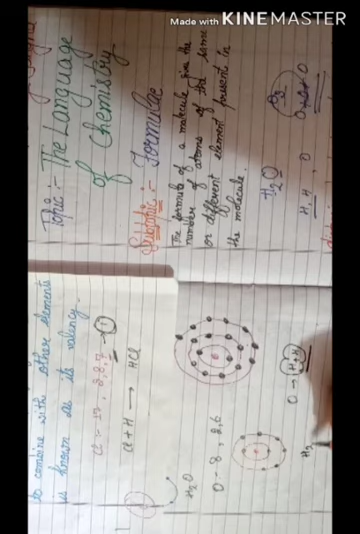 Made with KINEMASTER
Topic :- The Language
of Chemistry
Subtopic :- Formulae
The formula of a molecule give the
number of atoms of the same
or different element present in
the molecule.
H2O
H, H, O
O2
O
to combine with other elements
is known as its valency.
Cl :- 17, 2,8,7 → 1
Cl + H → HCl
H2O
O - 8, 2,6
O → H, H
H2